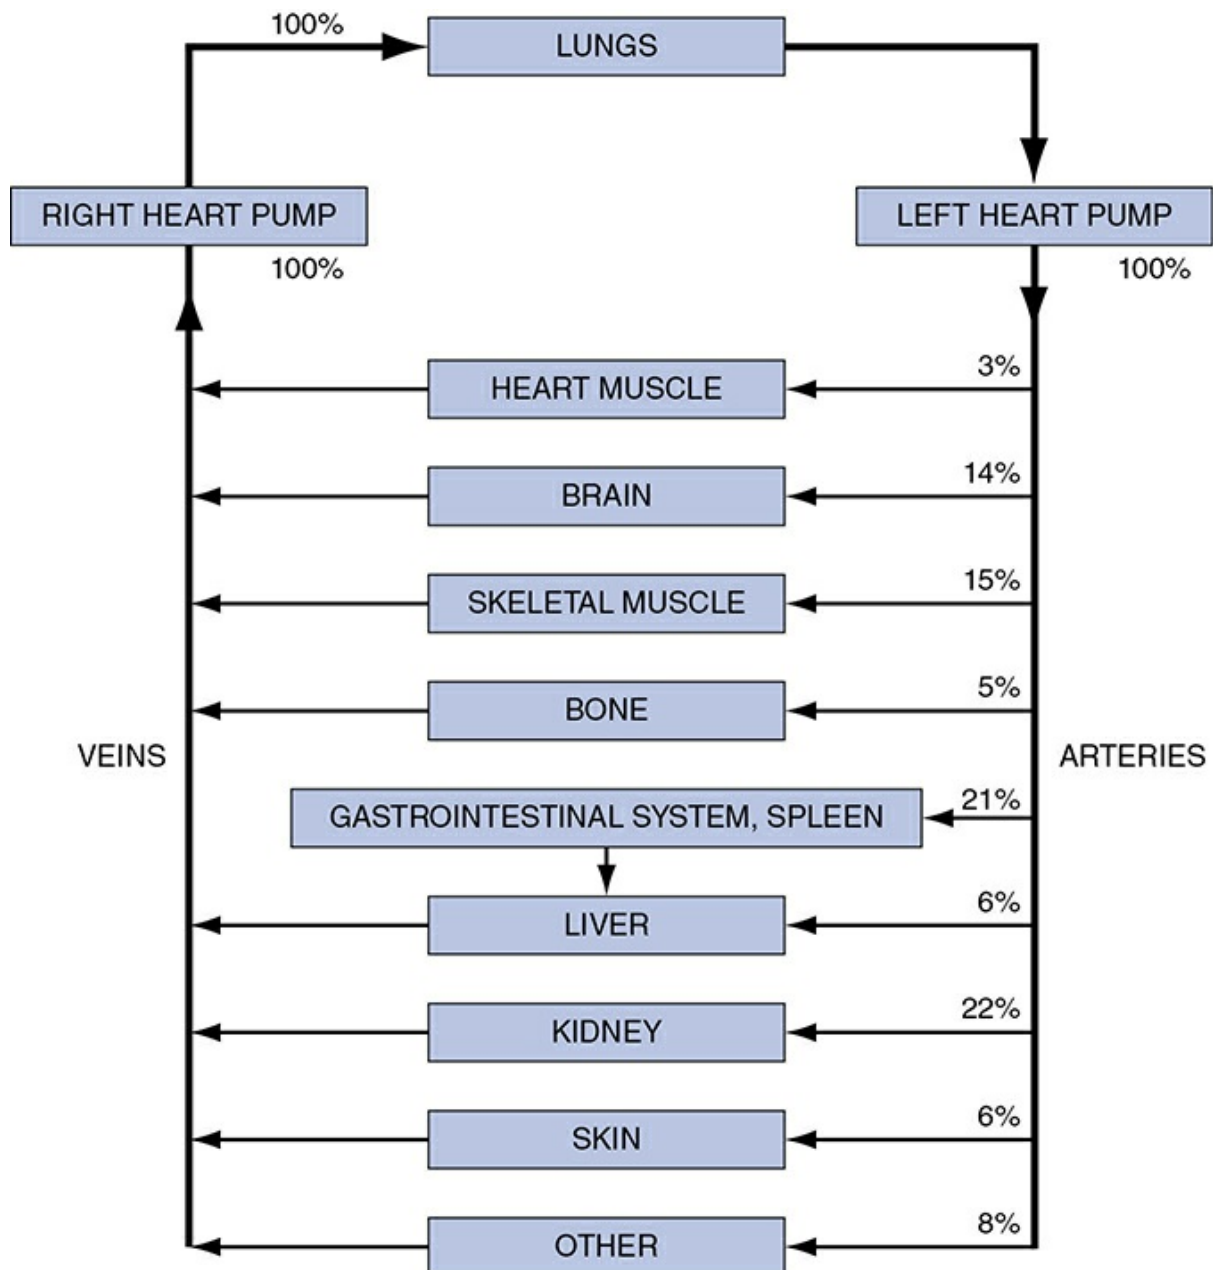 100%
LUNGS
RIGHT HEART PUMP
LEFT HEART PUMP
100%
100%
3%
HEART MUSCLE
14%
BRAIN
15%
SKELETAL MUSCLE
5%
BONE
VEINS
ARTERIES
21%
GASTROINTESTINAL SYSTEM, SPLEEN
6%
LIVER
22%
KIDNEY
6%
SKIN
8%
OTHER